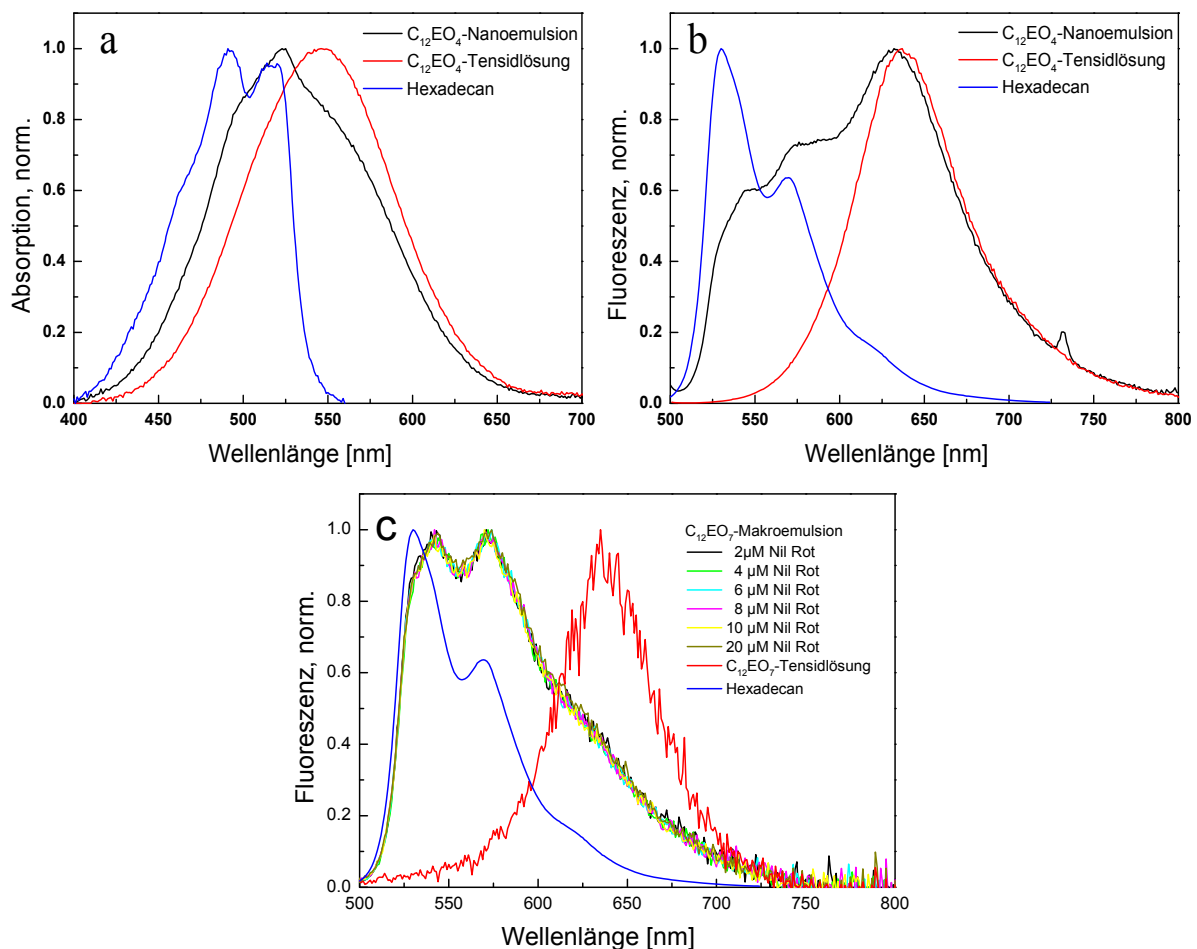 a
C₁₂EO₄-Nanoemulsion
C₁₂EO₄-Tensidlösung
Hexadecan
Absorption, norm.
1.0
0.8
0.6
0.4
0.2
0.0
400 450 500 550 600 650 700
Wellenlänge [nm]
b
C₁₂EO₄-Nanoemulsion
C₁₂EO₄-Tensidlösung
Hexadecan
Fluoreszenz, norm.
1.0
0.8
0.6
0.4
0.2
0.0
500 550 600 650 700 750 800
Wellenlänge [nm]
c
C₁₂EO₇-Makroemulsion
2µM Nil Rot
4 µM Nil Rot
6 µM Nil Rot
8 µM Nil Rot
10 µM Nil Rot
20 µM Nil Rot
C₁₂EO₇-Tensidlösung
Hexadecan
Fluoreszenz, norm.
1.0
0.8
0.6
0.4
0.2
0.0
500 550 600 650 700 750 800
Wellenlänge [nm]